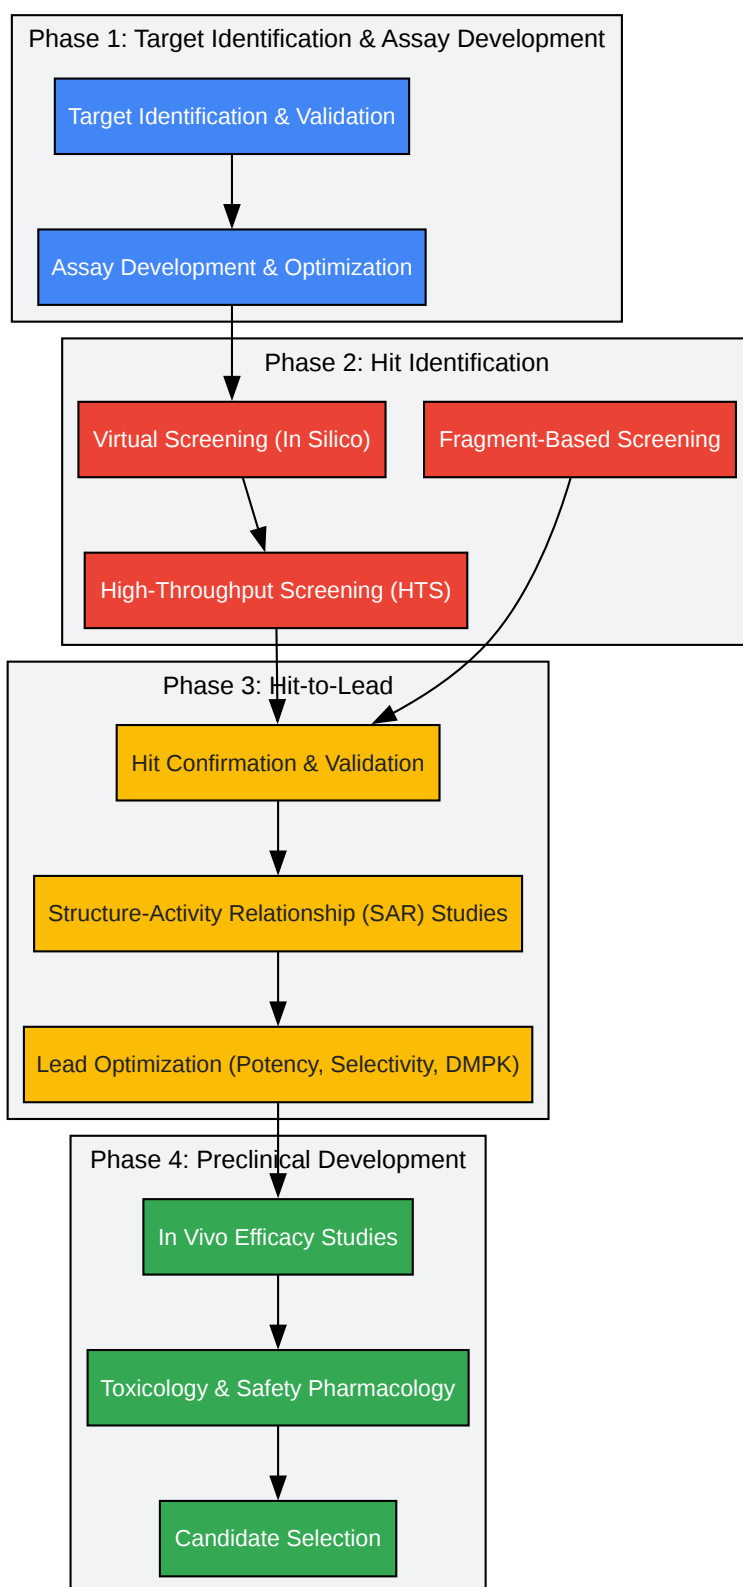 Phase 1: Target Identification & Assay Development
Target Identification & Validation
Assay Development & Optimization
Phase 2: Hit Identification
Virtual Screening (In Silico)
Fragment-Based Screening
High-Throughput Screening (HTS)
Phase 3: Hit-to-Lead
Hit Confirmation & Validation
Structure-Activity Relationship (SAR) Studies
Lead Optimization (Potency, Selectivity, DMPK)
Phase 4: Preclinical Development
In Vivo Efficacy Studies
Toxicology & Safety Pharmacology
Candidate Selection